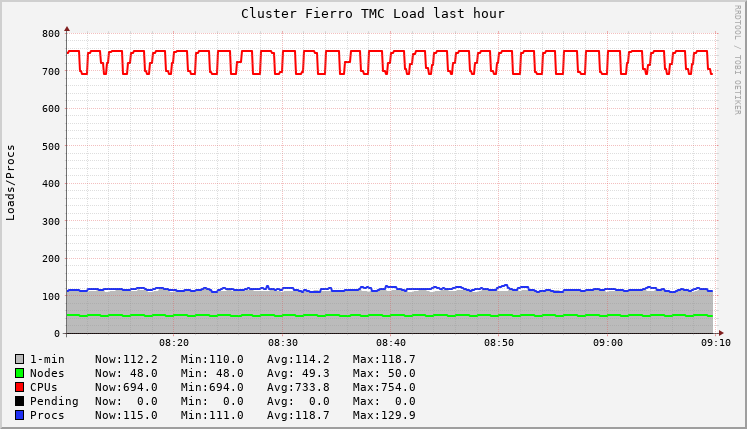 Cluster Fierro TMC Load last hour
RRDTOOL / TOBI OETIKER
Loads/Procs
800
700
600
500
400
300
200
100
0
08:20 08:30 08:40 08:50 09:00 09:10
1-min Now:112.2 Min:110.0 Avg:114.2 Max:118.7
Nodes Now: 48.0 Min: 48.0 Avg: 49.3 Max: 50.0
CPUs Now:694.0 Min:694.0 Avg:733.8 Max:754.0
Pending Now: 0.0 Min: 0.0 Avg: 0.0 Max: 0.0
Procs Now:115.0 Min:111.0 Avg:118.7 Max:129.9